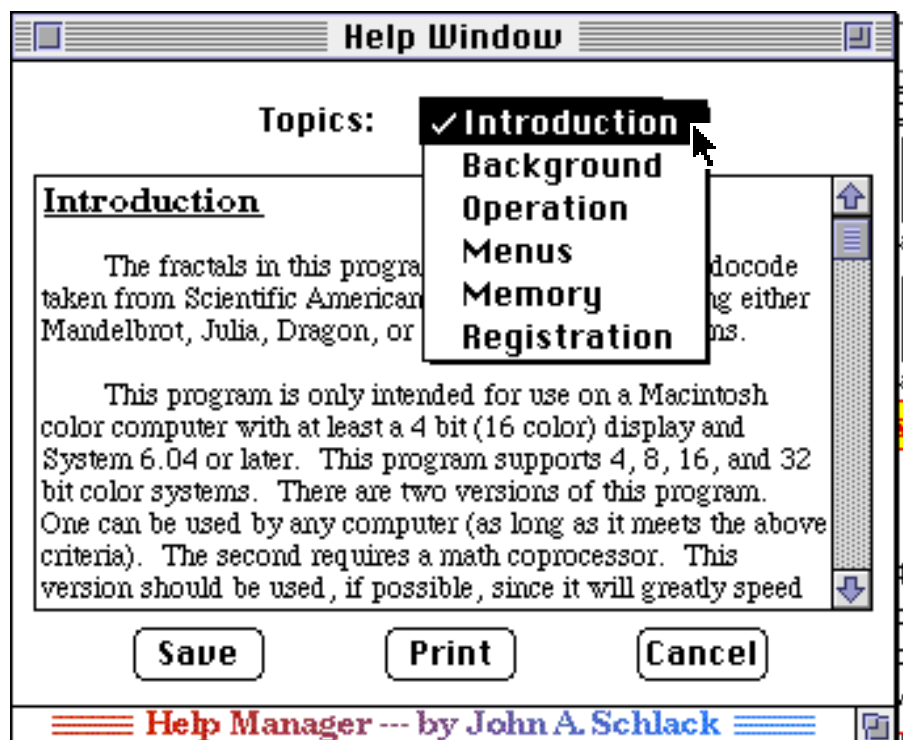 Help Window
Topics:
✓Introduction
Background
Operation
Menus
Memory
Registration
Introduction
The fractals in this progra docode
taken from Scientific American ng either
Mandelbrot, Julia, Dragon, or ms.
This program is only intended for use on a Macintosh
color computer with at least a 4 bit (16 color) display and
System 6.04 or later.  This program supports 4, 8, 16, and 32
bit color systems.  There are two versions of this program.
One can be used by any computer (as long as it meets the above
criteria).  The second requires a math coprocessor.  This
version should be used, if possible, since it will greatly speed
Save Print Cancel
Help Manager --- by John A. Schlack